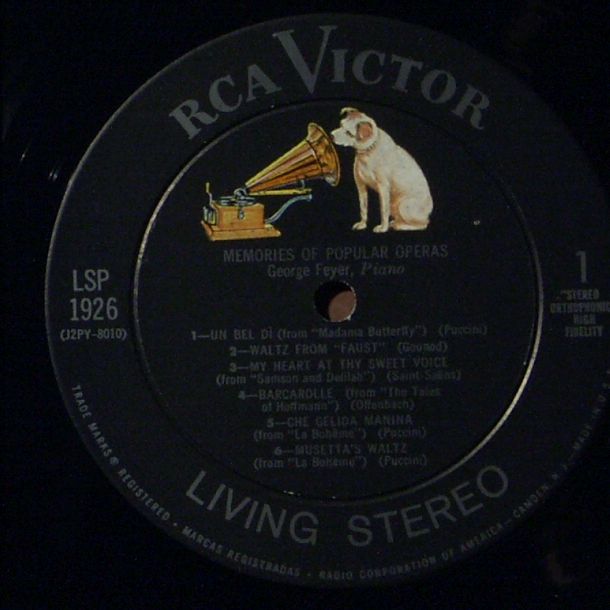 RCA VICTOR
MEMORIES OF POPULAR OPERAS
George Feyer, Piano
LSP
1926
(J2PY-8010)
1
"STEREO
ORTHOPHONIC"
HIGH
FIDELITY
1—UN BEL DÌ (from "Madama Butterfly") (Puccini)
2—WALTZ FROM "FAUST" (Gounod)
3—MY HEART AT THY SWEET VOICE
(from "Samson and Delilah") (Saint-Saëns)
4—BARCAROLLE (from "The Tales
of Hoffmann") (Offenbach)
5—CHE GELIDA MANINA
(from "La Bohème") (Puccini)
6—MUSETTA'S WALTZ
(from "La Bohème") (Puccini)
LIVING STEREO
TRADE MARKS ® REGISTERED • MARCAS REGISTRADAS • RADIO CORPORATION OF AMERICA—CAMDEN, N. J.—MADE IN U.